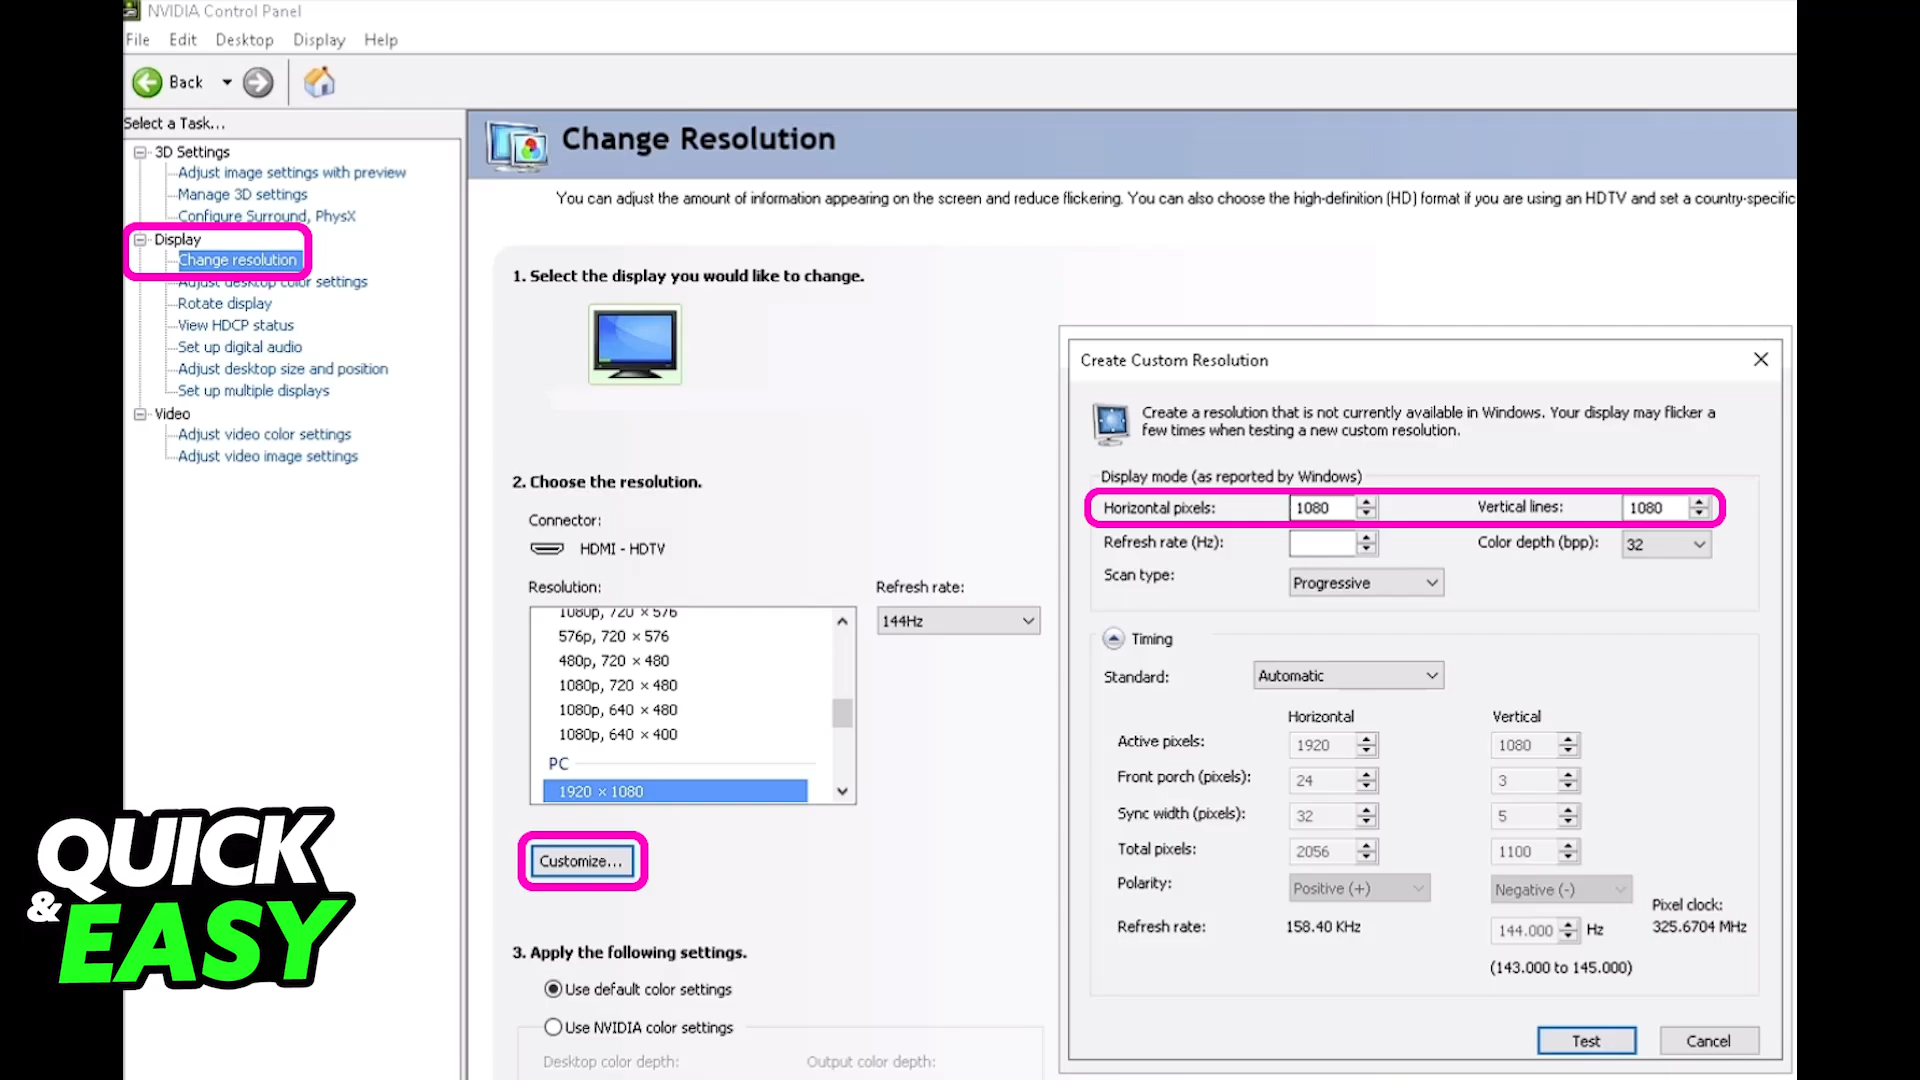 NVIDIA Control Panel
File Edit Desktop Display Help
Back
Select a Task...
3D Settings
Adjust image settings with preview
Manage 3D settings
Configure Surround, PhysX
Display
Change resolution
Adjust desktop color settings
Rotate display
View HDCP status
Set up digital audio
Adjust desktop size and position
Set up multiple displays
Video
Adjust video color settings
Adjust video image settings
QUICK
&EASY
Change Resolution
You can adjust the amount of information appearing on the screen and reduce flickering. You can also choose the high-definition (HD) format if you are using an HDTV and set a country-specific
1. Select the display you would like to change.
2. Choose the resolution.
Connector:
HDMI - HDTV
Resolution: Refresh rate:
1080p, 720 × 576
144Hz
576p, 720 × 576
480p, 720 × 480
1080p, 720 × 480
1080p, 640 × 480
1080p, 640 × 400
PC
1920 × 1080
Customize...
3. Apply the following settings.
Use default color settings
Use NVIDIA color settings
Desktop color depth: Output color depth:
Create Custom Resolution
Create a resolution that is not currently available in Windows. Your display may flicker a
few times when testing a new custom resolution.
Display mode (as reported by Windows)
Horizontal pixels: 1080 Vertical lines: 1080
Refresh rate (Hz): Color depth (bpp): 32
Scan type: Progressive
Timing
Standard: Automatic
Horizontal Vertical
Active pixels: 1920 1080
Front porch (pixels): 24 3
Sync width (pixels): 32 5
Total pixels: 2056 1100
Polarity: Positive (+) Negative (-)
Pixel clock:
Refresh rate: 158.40 KHz 144.000 Hz 325.6704 MHz
(143.000 to 145.000)
Test Cancel